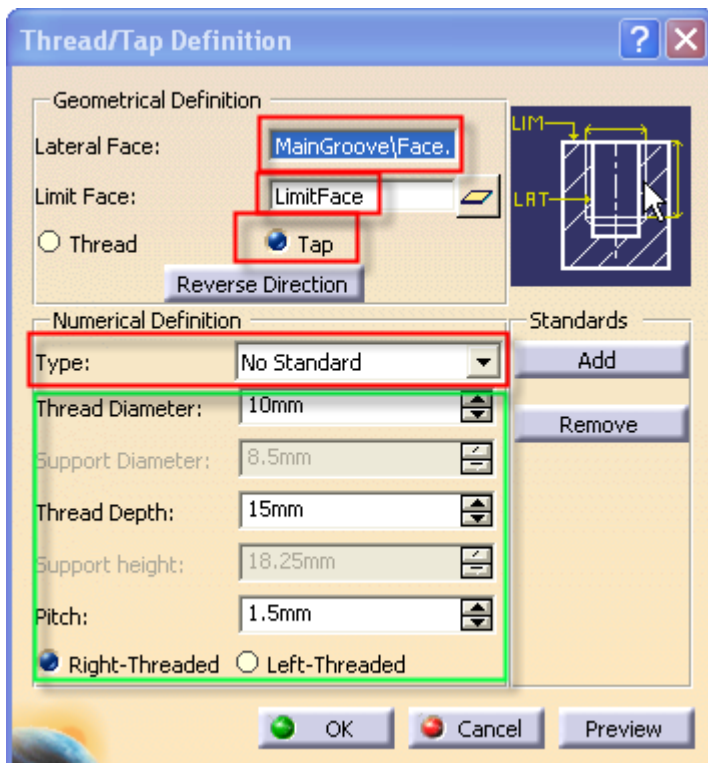 Thread/Tap Definition
Geometrical Definition
Lateral Face: MainGroove\Face.
Limit Face: LimitFace
Thread Tap
Reverse Direction
LIM
LAT
Numerical Definition
Type: No Standard
Thread Diameter: 10mm
Support Diameter: 8.5mm
Thread Depth: 15mm
Support height: 18.25mm
Pitch: 1.5mm
Right-Threaded Left-Threaded
Standards
Add
Remove
OK Cancel Preview